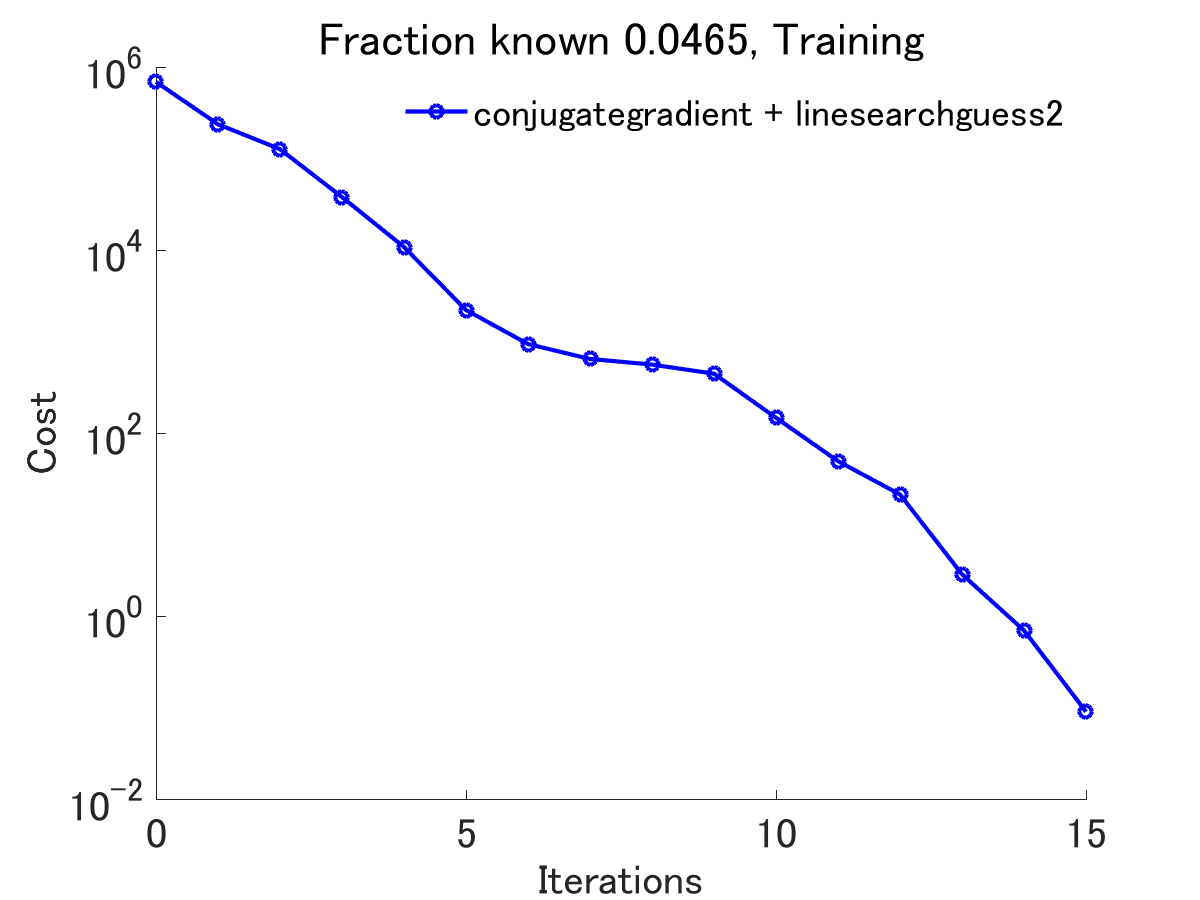 Fraction known 0.0465, Training
conjugategradient + linesearchguess2
10^6
10^4
10^2
10^0
10^-2
Cost
0 5 10 15
Iterations